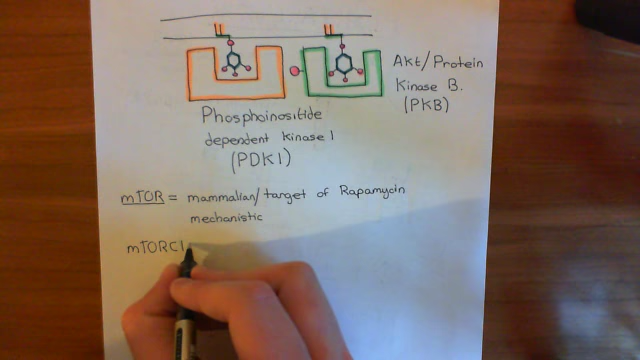 Akt/Protein
Kinase B.
(PKB)
Phosphoinositide
dependent kinase 1
(PDK1)
mTOR = mammalian/target of Rapamycin
mechanistic
mTORC1